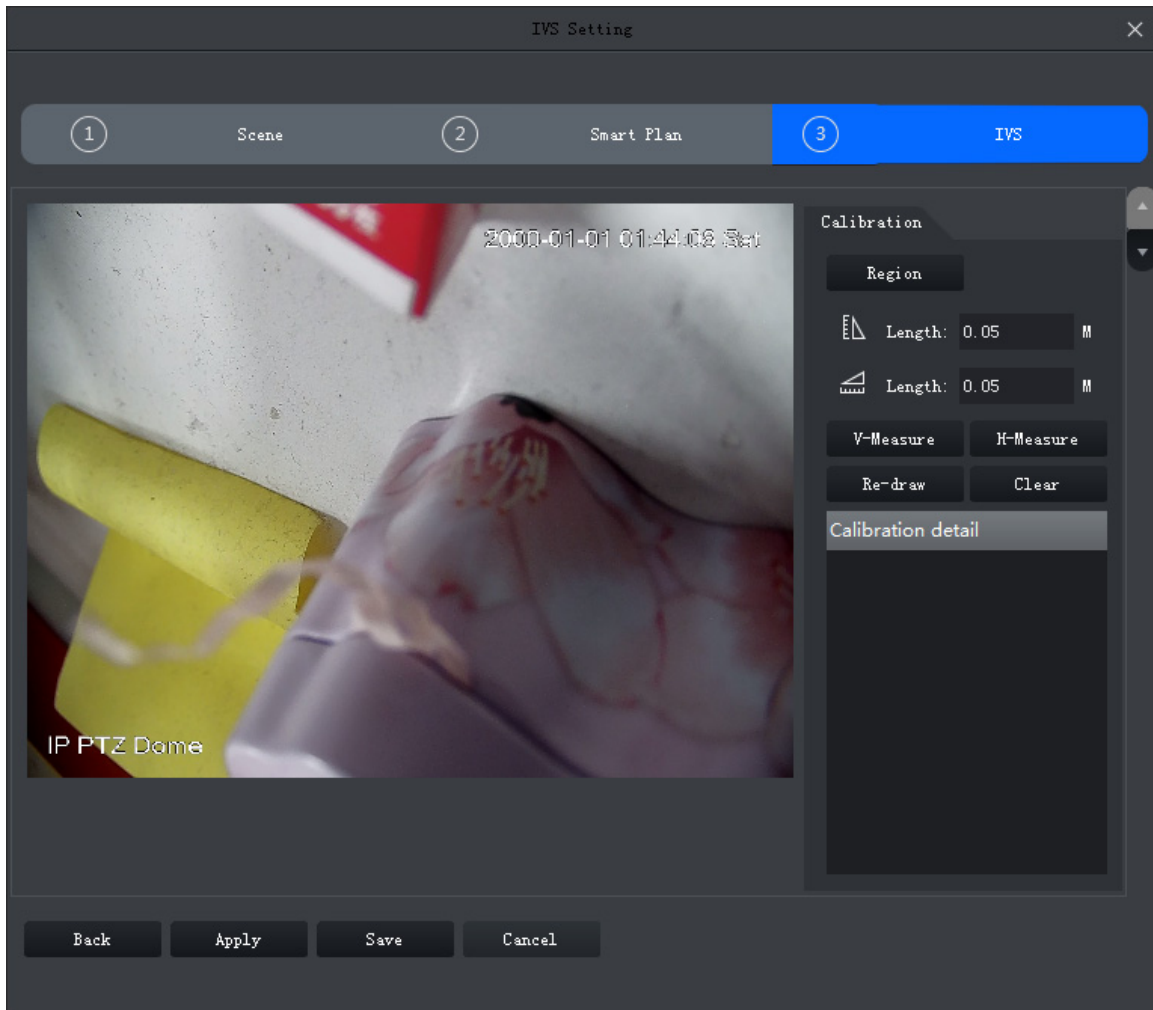 IVS Setting
1 Scene 2 Smart Plan 3 IVS
2000-01-01 01:44:08 Sat
IP PTZ Dome
Calibration
Region
Length: 0.05 M
Length: 0.05 M
V-Measure H-Measure
Re-draw Clear
Calibration detail
Back Apply Save Cancel